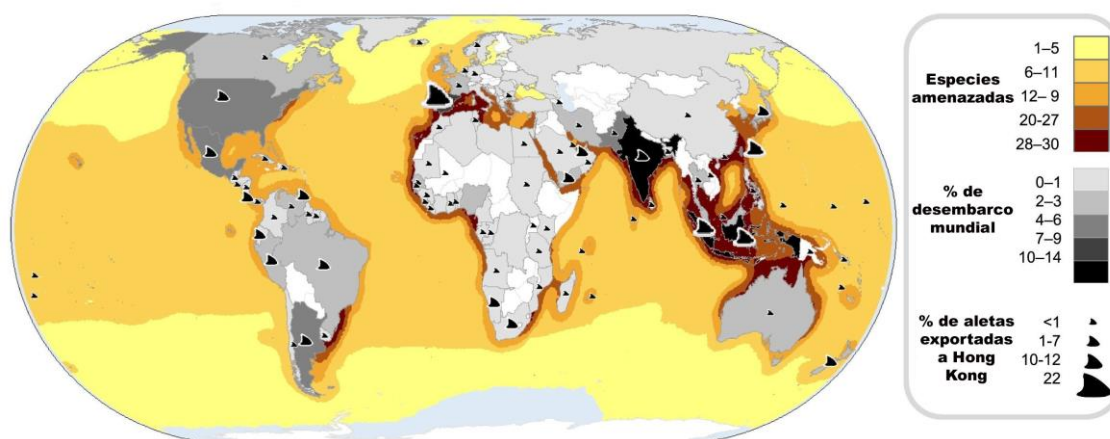 Especies
amenazadas
1–5
6–11
12– 9
20-27
28–30
% de
desembarco
mundial
0–1
2–3
4–6
7–9
10–14
% de aletas
exportadas
a Hong
Kong
<1
1-7
10-12
22